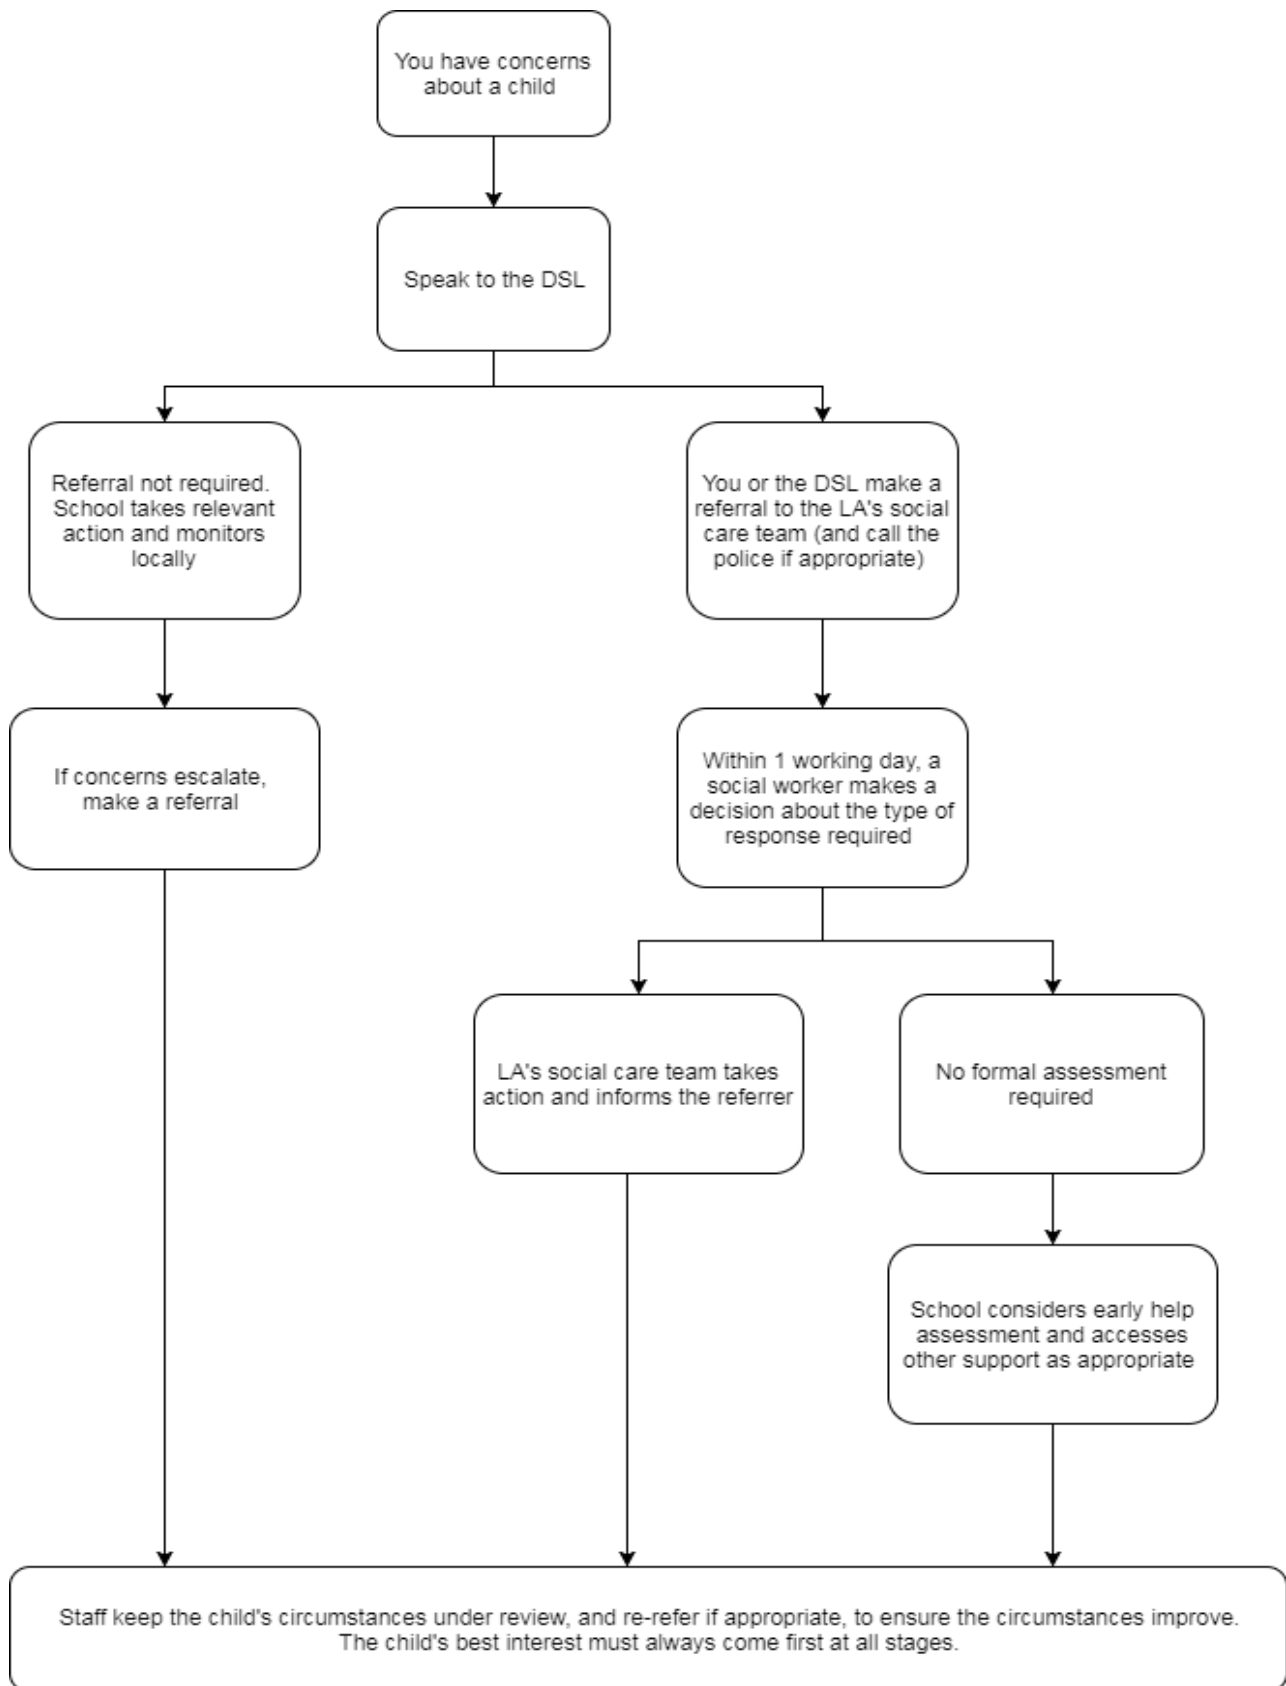 You have concerns
about a child
Speak to the DSL
Referral not required.
School takes relevant
action and monitors
locally
You or the DSL make a
referral to the LA's social
care team (and call the
police if appropriate)
If concerns escalate,
make a referral
Within 1 working day, a
social worker makes a
decision about the type of
response required
LA's social care team takes
action and informs the referrer
No formal assessment
required
School considers early help
assessment and accesses
other support as appropriate
Staff keep the child's circumstances under review, and re-refer if appropriate, to ensure the circumstances improve.
The child's best interest must always come first at all stages.